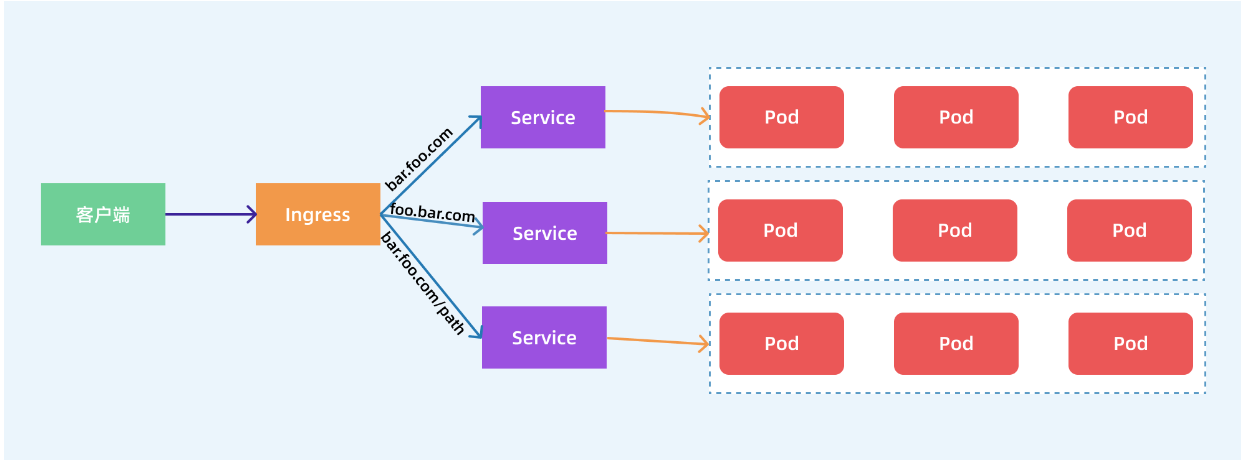 客户端
Ingress
bar.foo.com
foo.bar.com
bar.foo.com/path
Service
Pod
Pod
Pod
Service
Pod
Pod
Pod
Service
Pod
Pod
Pod